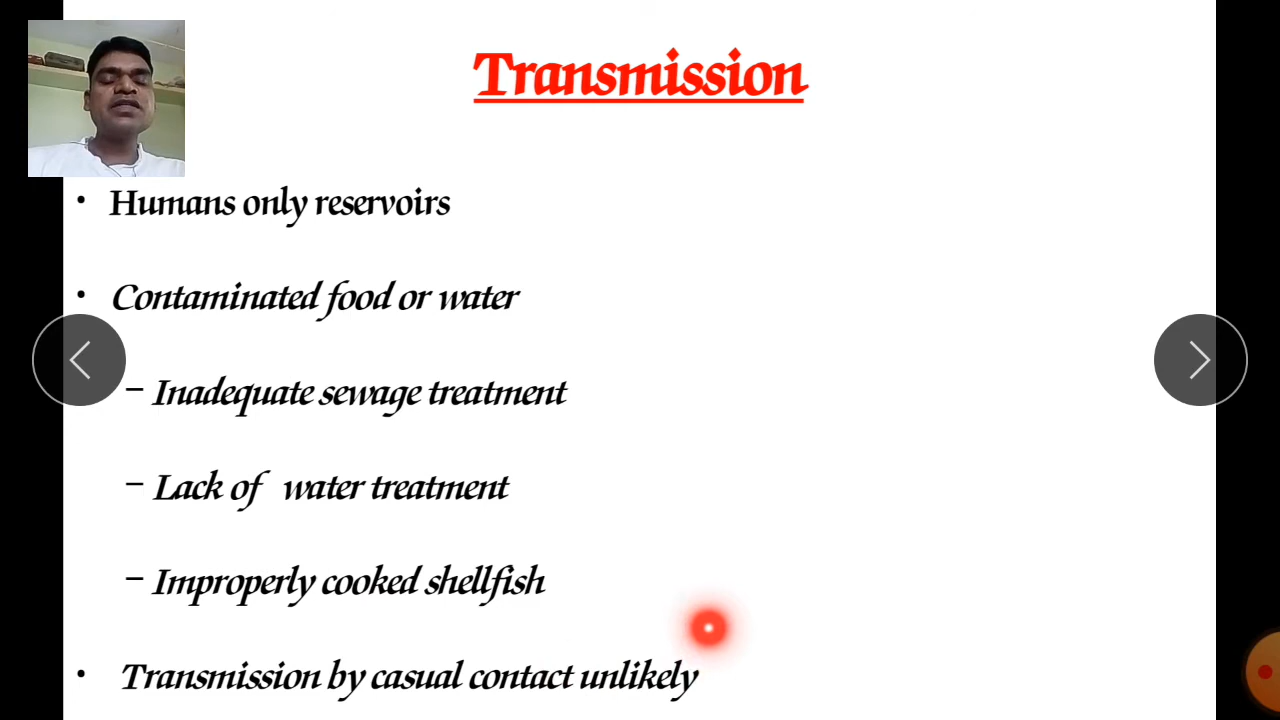 Transmission
• Humans only reservoirs
• Contaminated food or water
– Inadequate sewage treatment
– Lack of water treatment
– Improperly cooked shellfish
• Transmission by casual contact unlikely